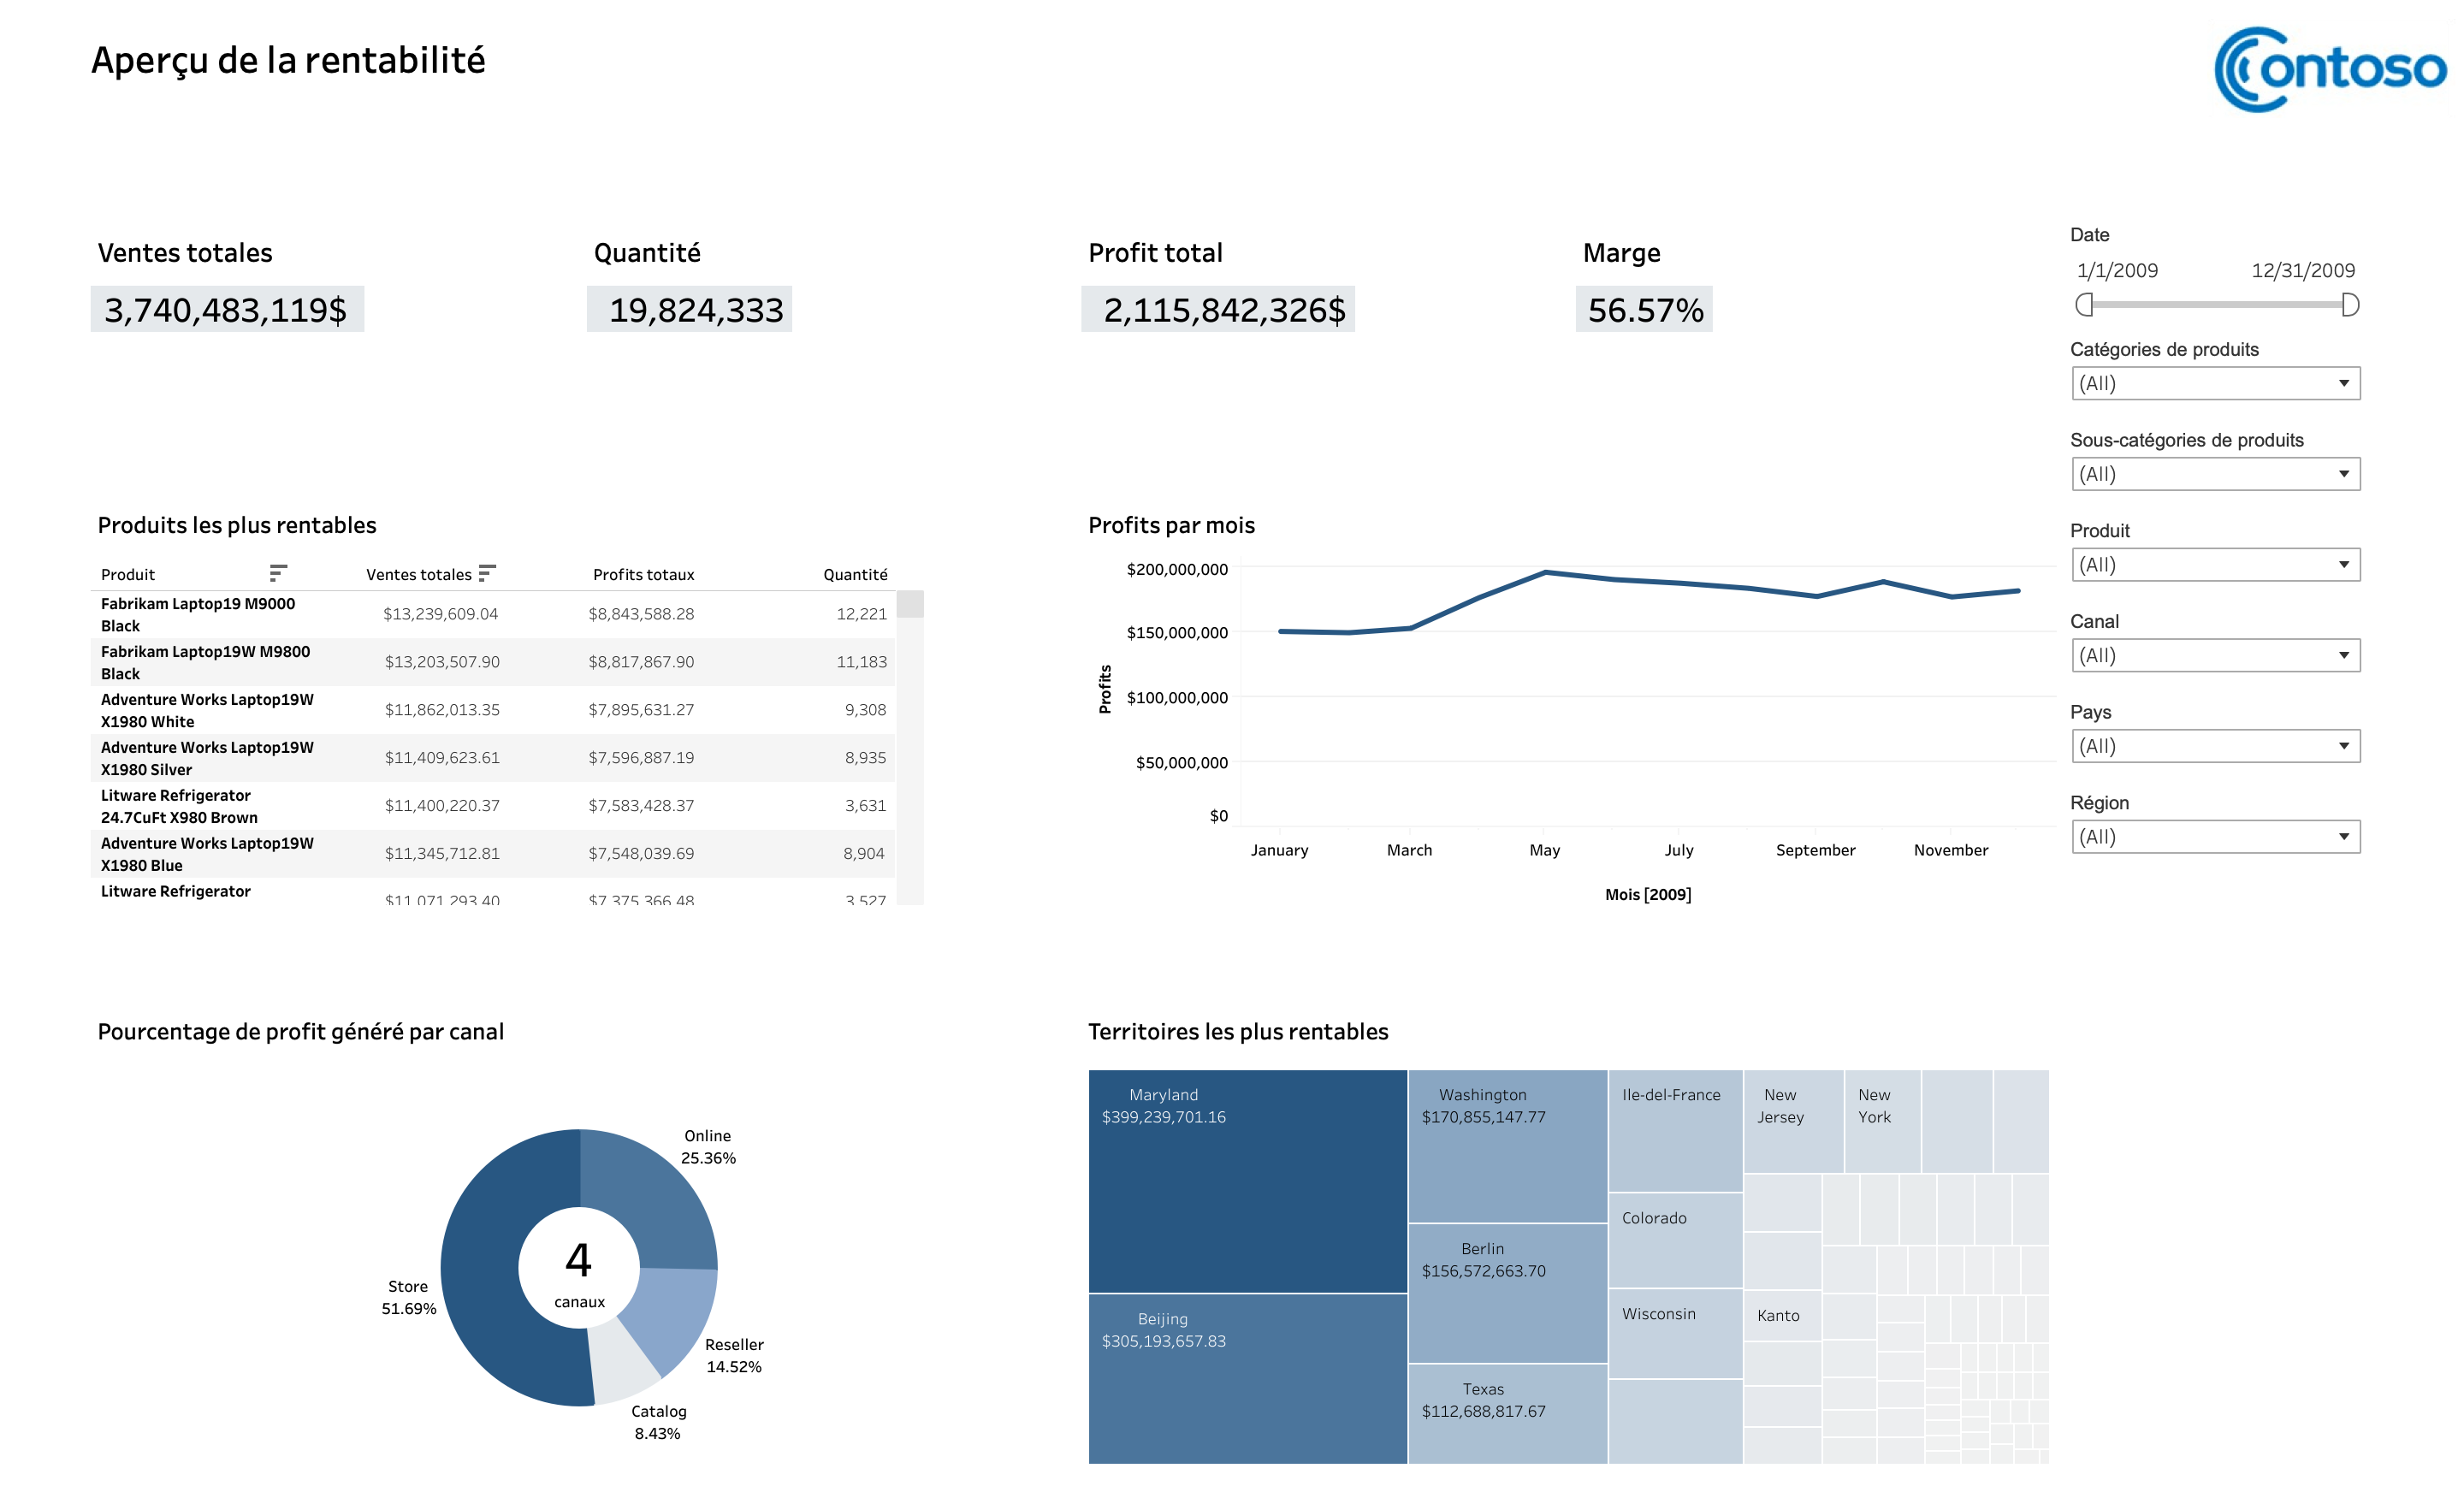 Aperçu de la rentabilité
Contoso
Ventes totales
3,740,483,119$
Quantité
19,824,333
Profit total
2,115,842,326$
Marge
56.57%
Date
1/1/2009 12/31/2009
Catégories de produits
(All)
Sous-catégories de produits
(All)
Produit
(All)
Canal
(All)
Pays
(All)
Région
(All)
Produits les plus rentables
Produit Ventes totales Profits totaux Quantité
Fabrikam Laptop19 M9000
Black
$13,239,609.04 $8,843,588.28 12,221
Fabrikam Laptop19W M9800
Black
$13,203,507.90 $8,817,867.90 11,183
Adventure Works Laptop19W
X1980 White
$11,862,013.35 $7,895,631.27 9,308
Adventure Works Laptop19W
X1980 Silver
$11,409,623.61 $7,596,887.19 8,935
Litware Refrigerator
24.7CuFt X980 Brown
$11,400,220.37 $7,583,428.37 3,631
Adventure Works Laptop19W
X1980 Blue
$11,345,712.81 $7,548,039.69 8,904
Litware Refrigerator
$11,071,293.40 $7,375,366.48 3,527
Profits par mois
$200,000,000
$150,000,000
$100,000,000
$50,000,000
$0
Profits
January March May July September November
Mois [2009]
Pourcentage de profit généré par canal
Online
25.36%
Store
51.69%
4
canaux
Reseller
14.52%
Catalog
8.43%
Territoires les plus rentables
Maryland
$399,239,701.16
Beijing
$305,193,657.83
Washington
$170,855,147.77
Berlin
$156,572,663.70
Texas
$112,688,817.67
Ile-del-France
Colorado
Wisconsin
New
Jersey
New
York
Kanto